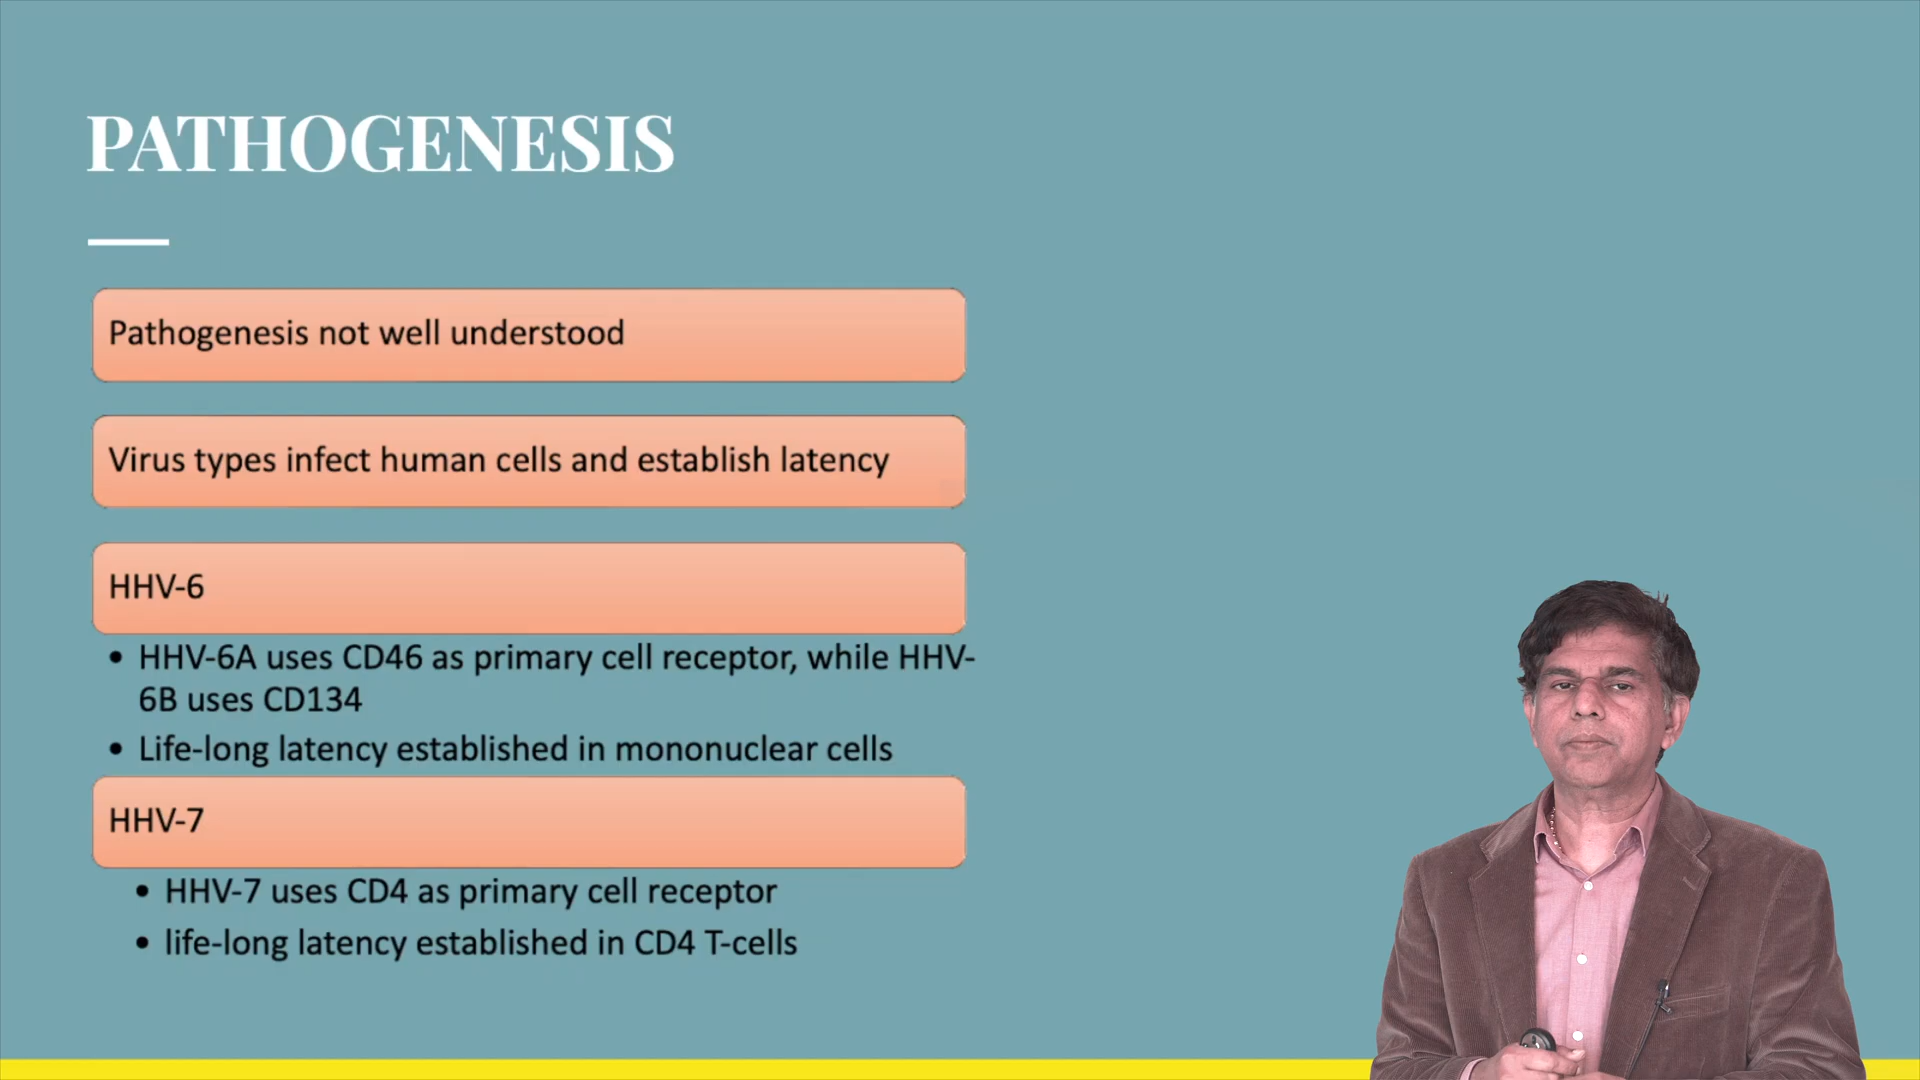 PATHOGENESIS
Pathogenesis not well understood
Virus types infect human cells and establish latency
HHV-6
• HHV-6A uses CD46 as primary cell receptor, while HHV-
6B uses CD134
• Life-long latency established in mononuclear cells
HHV-7
• HHV-7 uses CD4 as primary cell receptor
• life-long latency established in CD4 T-cells